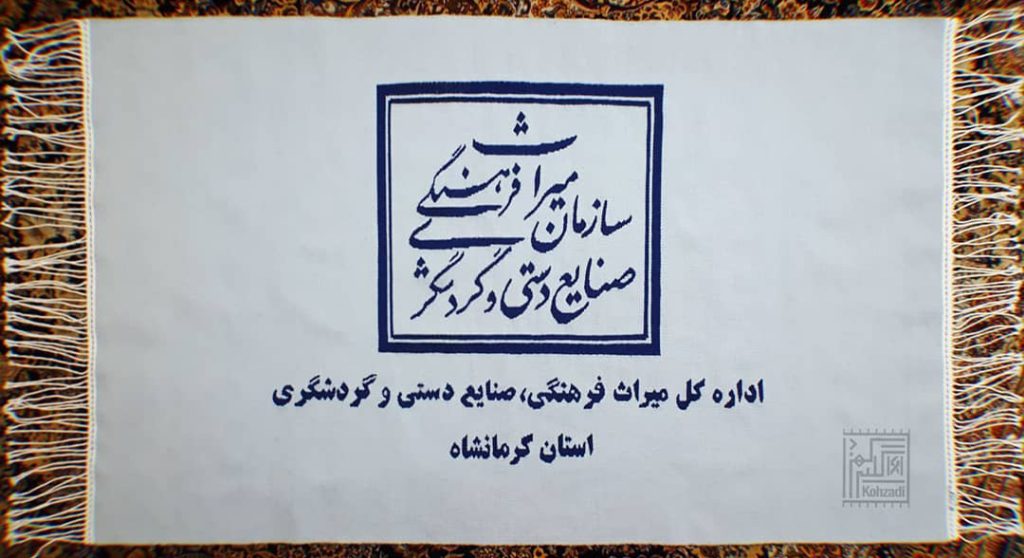 سازمان میراث فرهنگی
صنایع دستی و گردشگری
اداره کل میراث فرهنگی، صنایع دستی و گردشگری
استان کرمانشاه
Kohzadi